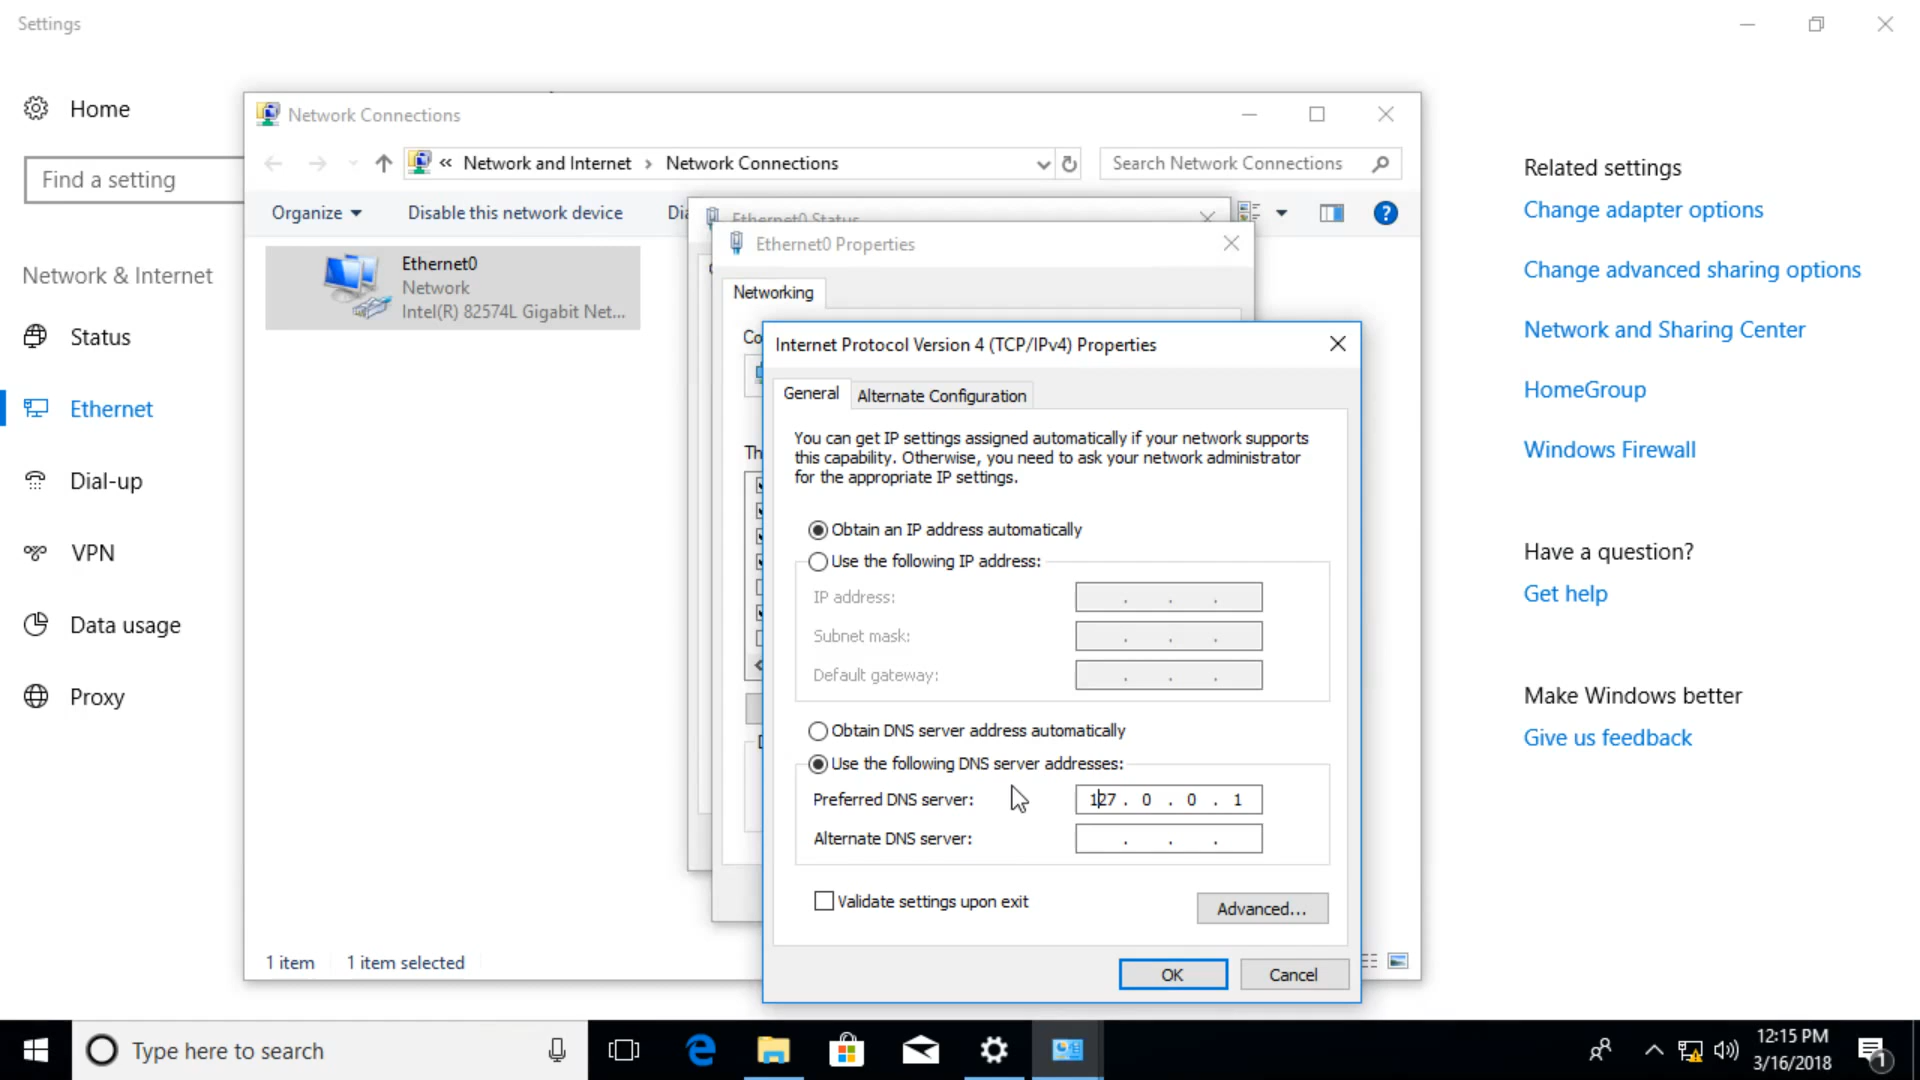 Settings
Home
Find a setting
Network & Internet
Status
Ethernet
Dial-up
VPN
Data usage
Proxy
Network Connections
« Network and Internet > Network Connections
Search Network Connections
Organize
Disable this network device
Dia
Ethernet0
Network
Intel(R) 82574L Gigabit Net...
1 item
1 item selected
Ethernet0 Status
Ethernet0 Properties
Networking
Co
Th
Internet Protocol Version 4 (TCP/IPv4) Properties
General
Alternate Configuration
You can get IP settings assigned automatically if your network supports
this capability. Otherwise, you need to ask your network administrator
for the appropriate IP settings.
Obtain an IP address automatically
Use the following IP address:
IP address: . . .
Subnet mask: . . .
Default gateway: . . .
Obtain DNS server address automatically
Use the following DNS server addresses:
Preferred DNS server: 127 . 0 . 0 . 1
Alternate DNS server: . . .
Validate settings upon exit
Advanced...
OK
Cancel
Related settings
Change adapter options
Change advanced sharing options
Network and Sharing Center
HomeGroup
Windows Firewall
Have a question?
Get help
Make Windows better
Give us feedback
Type here to search
12:15 PM
3/16/2018
1